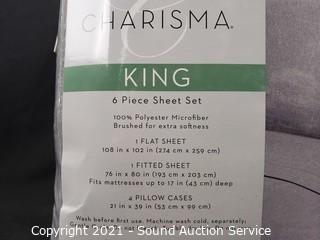 CHARISMA®
KING
6 Piece Sheet Set
100% Polyester Microfiber
Brushed for extra softness
1 FLAT SHEET
108 in x 102 in (274 cm x 259 cm)
1 FITTED SHEET
76 in x 80 in (193 cm x 203 cm)
Fits mattresses up to 17 in (43 cm) deep
4 PILLOW CASES
21 in x 39 in (53 cm x 99 cm)
Wash before first use. Machine wash cold, separately;
Copyright 2021 - Sound Auction Service